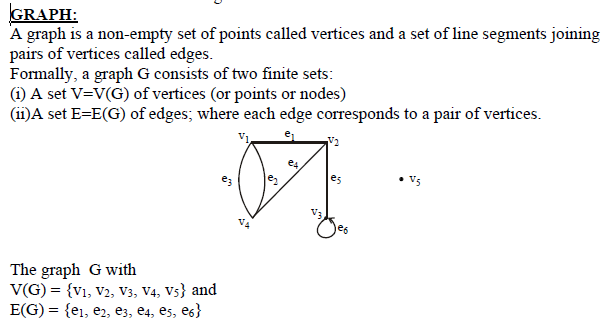 GRAPH:
A graph is a non-empty set of points called vertices and a set of line segments joining
pairs of vertices called edges.
Formally, a graph G consists of two finite sets:
(i) A set V=V(G) of vertices (or points or nodes)
(ii)A set E=E(G) of edges; where each edge corresponds to a pair of vertices.
v1 e1 v2
e4
e3 e2 e5 • v5
v4 v3
e6
The graph G with
V(G) = {v1, v2, v3, v4, v5} and
E(G) = {e1, e2, e3, e4, e5, e6}